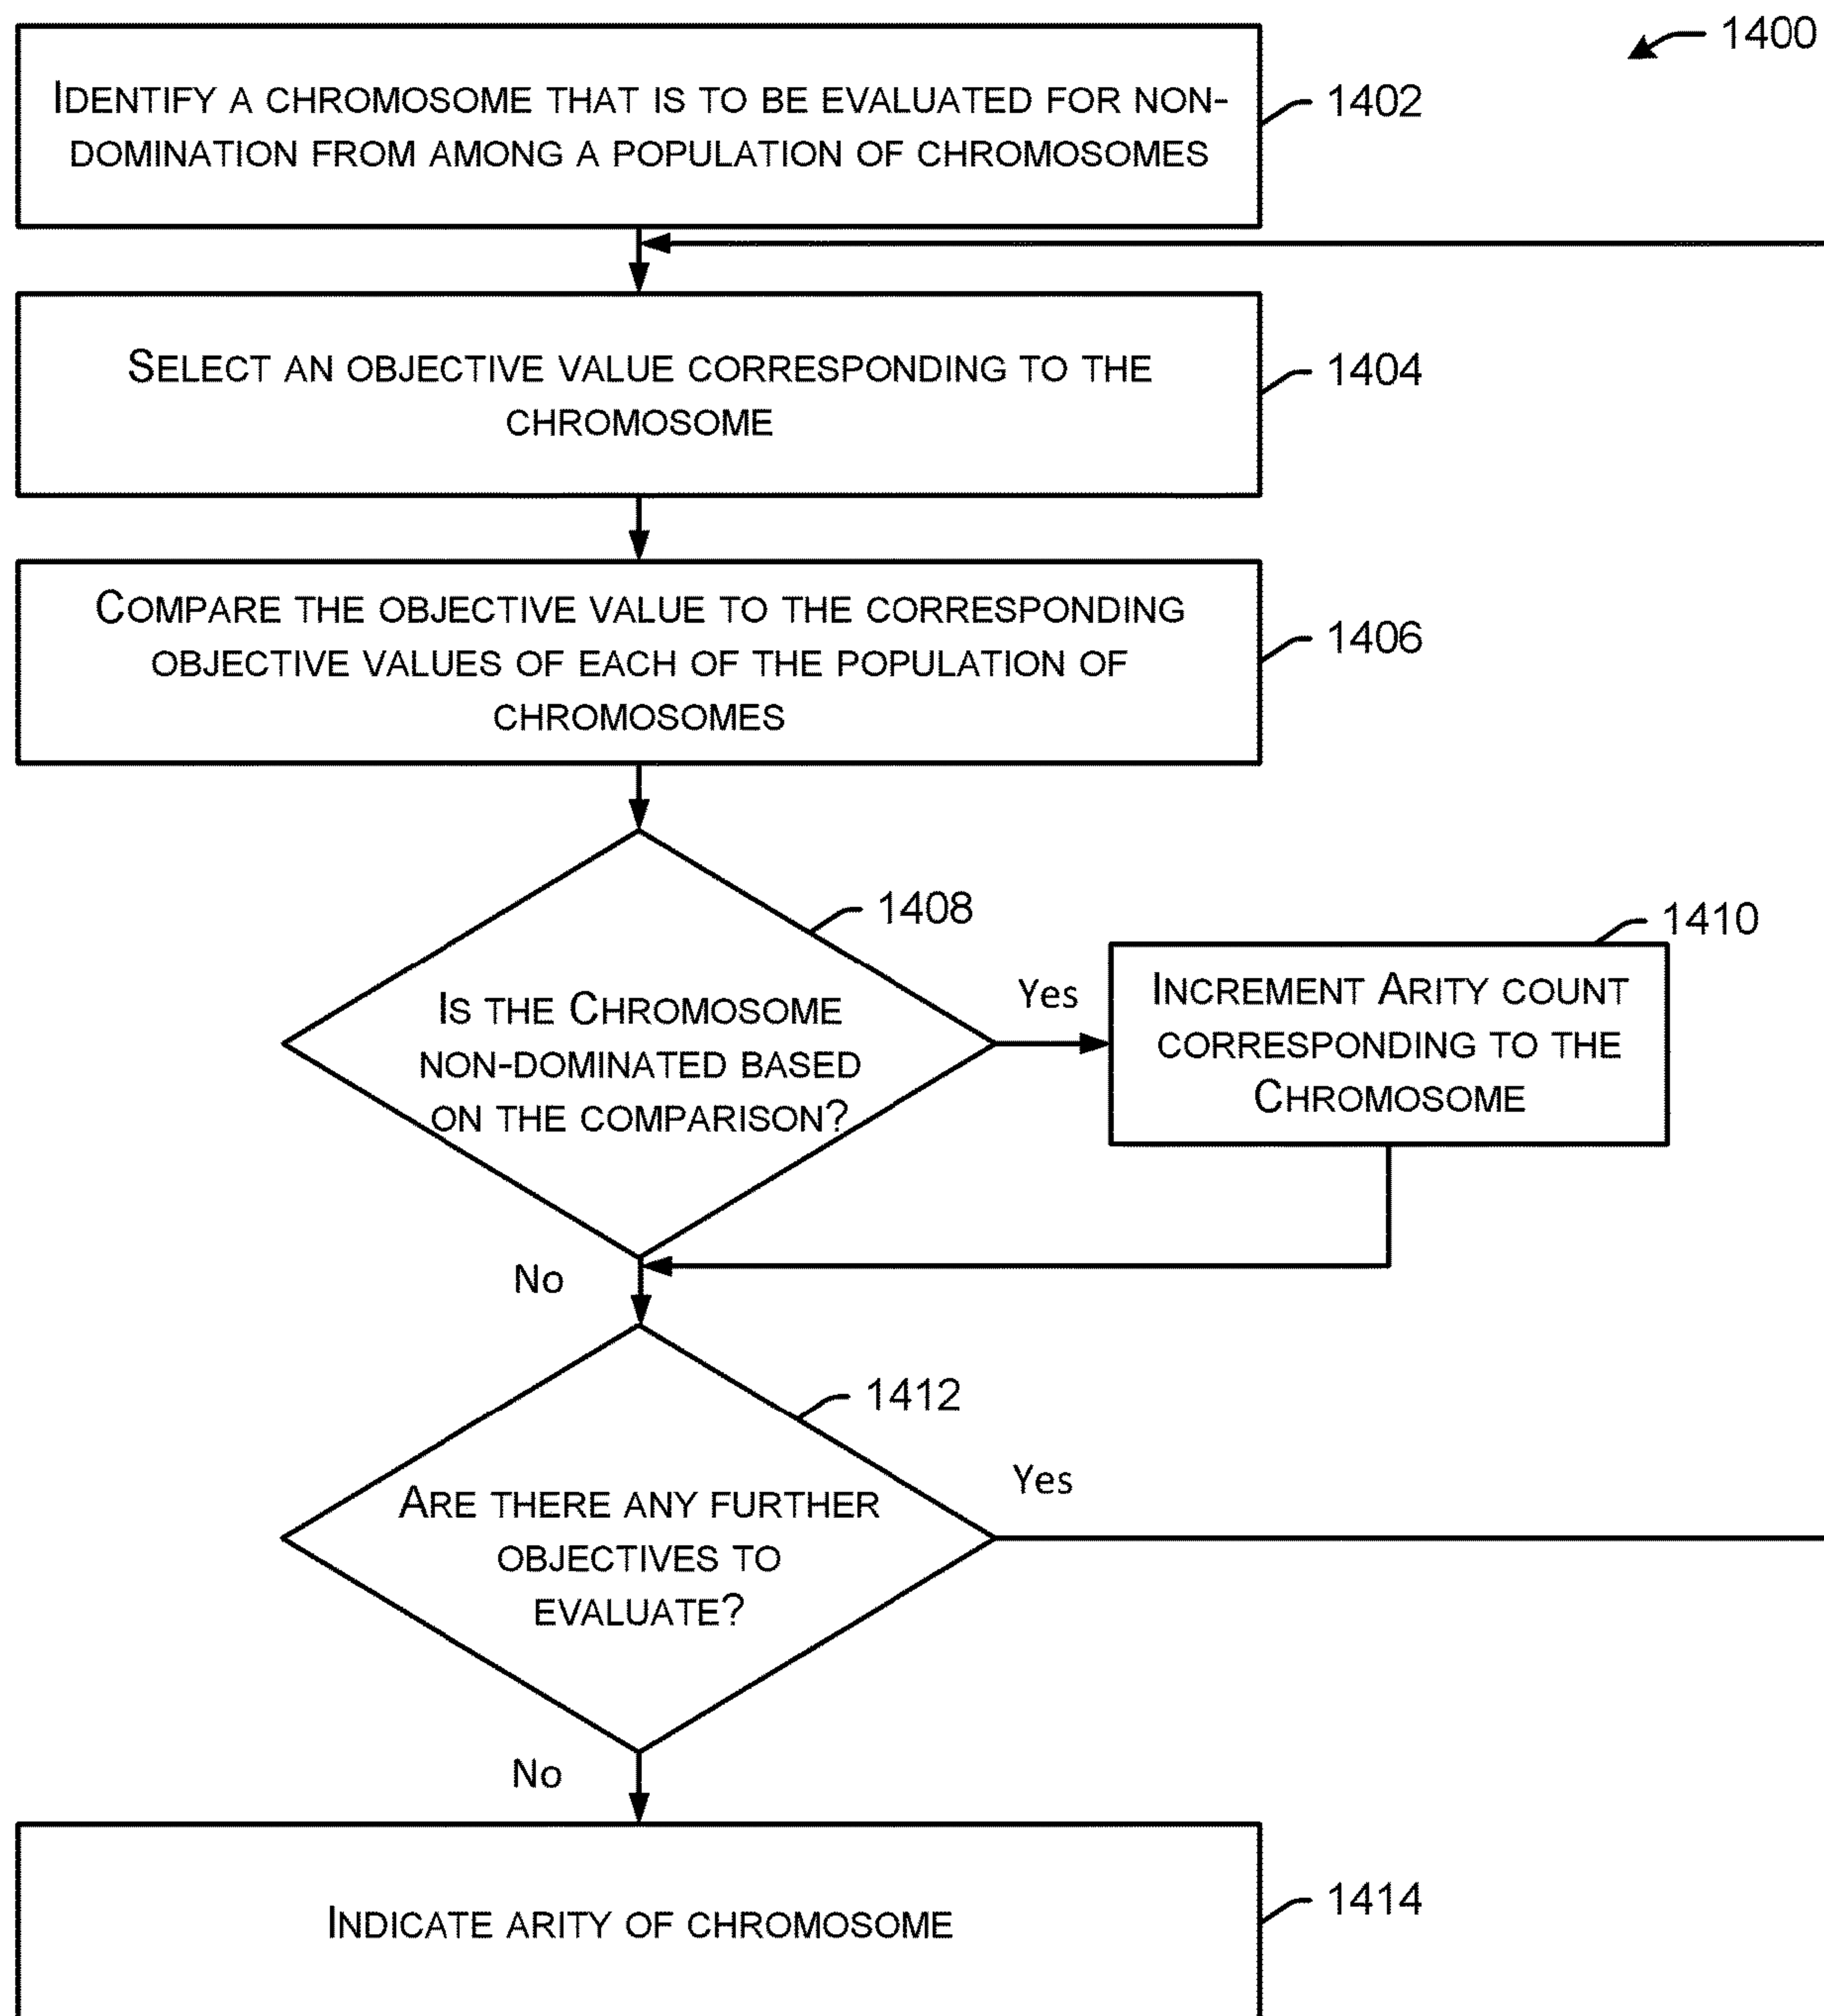 1400
IDENTIFY A CHROMOSOME THAT IS TO BE EVALUATED FOR NON-
DOMINATION FROM AMONG A POPULATION OF CHROMOSOMES
1402
SELECT AN OBJECTIVE VALUE CORRESPONDING TO THE
CHROMOSOME
1404
COMPARE THE OBJECTIVE VALUE TO THE CORRESPONDING
OBJECTIVE VALUES OF EACH OF THE POPULATION OF
CHROMOSOMES
1406
1408
IS THE CHROMOSOME
NON-DOMINATED BASED
ON THE COMPARISON?
Yes
1410
INCREMENT ARITY COUNT
CORRESPONDING TO THE
CHROMOSOME
No
1412
ARE THERE ANY FURTHER
OBJECTIVES TO
EVALUATE?
Yes
No
INDICATE ARITY OF CHROMOSOME
1414